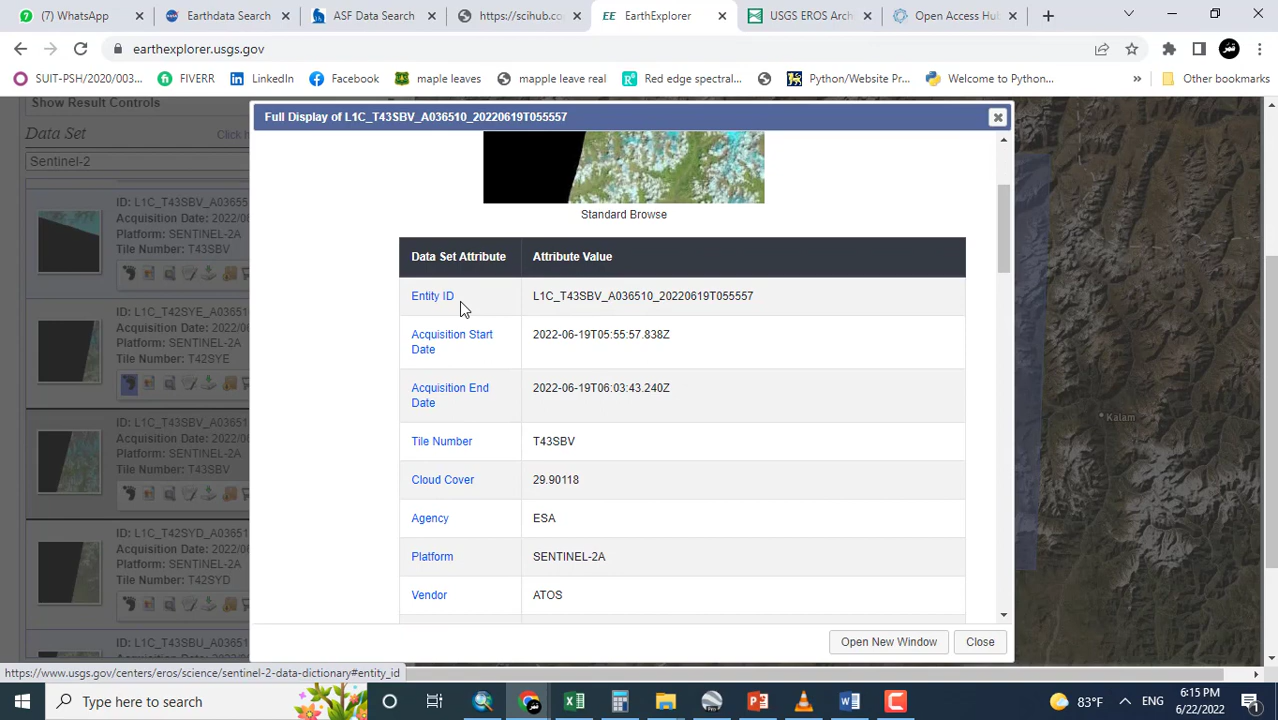 (7) WhatsApp
Earthdata Search
ASF Data Search
https://scihub.co
EarthExplorer
USGS EROS Arch
Open Access Hub
earthexplorer.usgs.gov
SUIT-PSH/2020/003...
FIVERR
LinkedIn
Facebook
maple leaves
mapple leave real
Red edge spectral...
Python/Website Pr...
Welcome to Python...
»
Other bookmarks
Show Result Controls
Data Set
Click h
Sentinel-2
ID: L1C_T43SBV_A03651
Acquisition Date: 2022/0
Platform: SENTINEL-2A
Tile Number: T43SBV
ID: L1C_T42SYE_A03651
Acquisition Date: 2022/0
Platform: SENTINEL-2A
Tile Number: T42SYE
ID: L1C_T43SBV_A03651
Acquisition Date: 2022/0
Platform: SENTINEL-2A
Tile Number: T43SBV
ID: L1C_T42SYD_A03651
Acquisition Date: 2022/0
Platform: SENTINEL-2A
Tile Number: T42SYD
ID: L1C_T43SBU_A03651
Full Display of L1C_T43SBV_A036510_20220619T055557
Standard Browse
Data Set Attribute Attribute Value
Entity ID L1C_T43SBV_A036510_20220619T055557
Acquisition Start Date 2022-06-19T05:55:57.838Z
Acquisition End Date 2022-06-19T06:03:43.240Z
Tile Number T43SBV
Cloud Cover 29.90118
Agency ESA
Platform SENTINEL-2A
Vendor ATOS
Open New Window
Close
Kalam
https://www.usgs.gov/centers/eros/science/sentinel-2-data-dictionary#entity_id
Type here to search
83°F
ENG
6:15 PM
6/22/2022